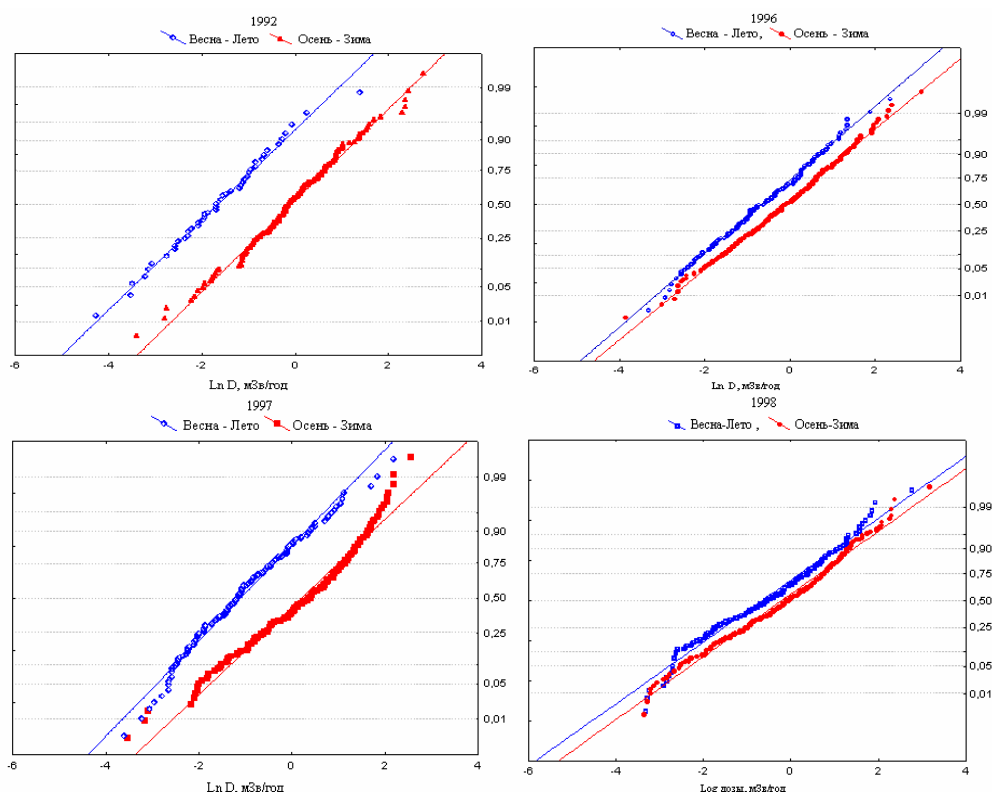 1992
Весна - Лето Осень - Зима
0,99
0,90
0,75
0,50
0,25
0,05
0,01
-6 -4 -2 0 2 4
Ln D, мЗв/год
1996
Весна - Лето, Осень - Зима
0,99
0,90
0,75
0,50
0,25
0,05
0,01
-6 -4 -2 0 2 4
Ln D, мЗв/год
1997
Весна - Лето Осень - Зима
0,99
0,90
0,75
0,50
0,25
0,05
0,01
-6 -4 -2 0 2 4
Ln D, мЗв/год
1998
Весна-Лето , Осень-Зима
0,99
0,90
0,75
0,50
0,25
0,05
0,01
-6 -4 -2 0 2 4
Log дозы, мЗв/год